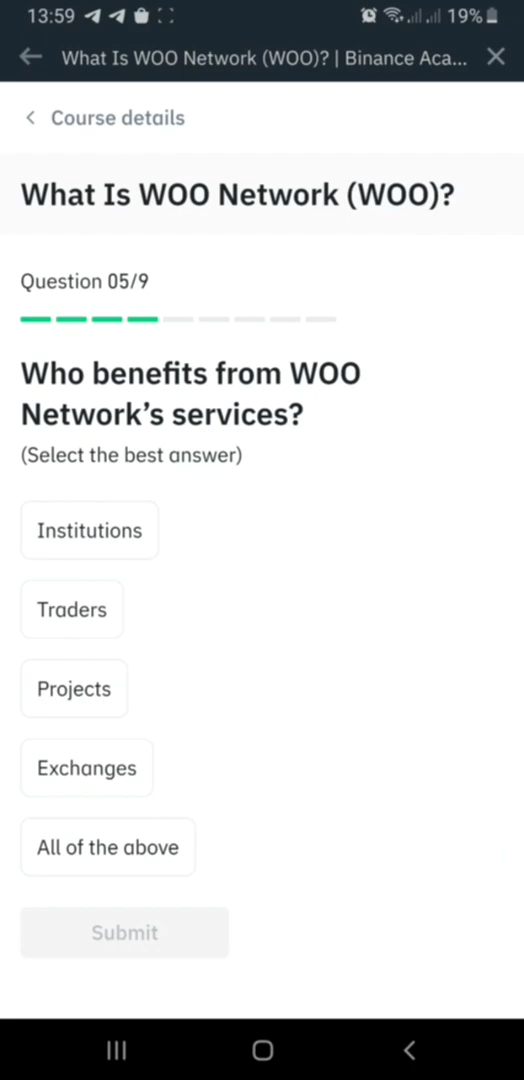 13:59
19%
What Is WOO Network (WOO)? | Binance Aca...
Course details
What Is WOO Network (WOO)?
Question 05/9
Who benefits from WOO
Network’s services?
(Select the best answer)
Institutions
Traders
Projects
Exchanges
All of the above
Submit